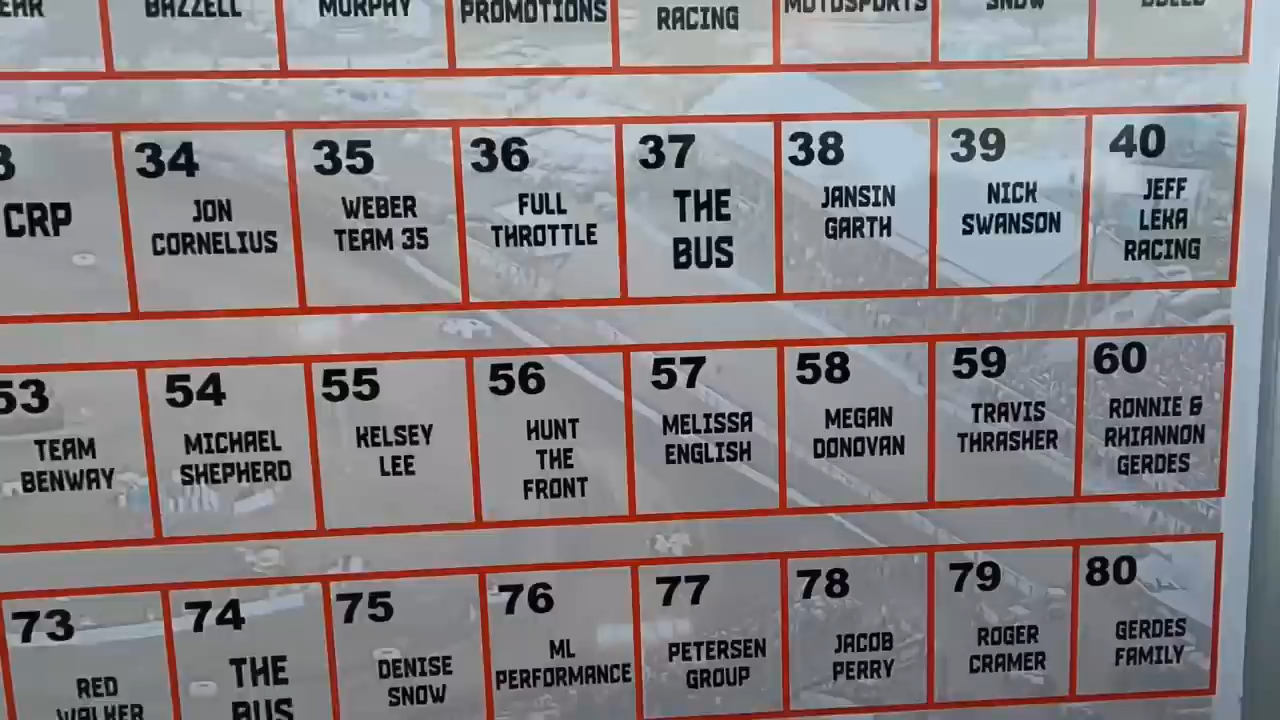 BAZZELL
MURPHY
PROMOTIONS
RACING
MOTOSPORTS
SNOW
34
35
36
37
38
39
40
CRP
JON
CORNELIUS
WEBER
TEAM 35
FULL
THROTTLE
THE
BUS
JANSIN
GARTH
NICK
SWANSON
JEFF
LEKA
RACING
53
54
55
56
57
58
59
60
TEAM
BENWAY
MICHAEL
SHEPHERD
KELSEY
LEE
HUNT
THE
FRONT
MELISSA
ENGLISH
MEGAN
DONOVAN
TRAVIS
THRASHER
RONNIE &
RHIANNON
GERDES
73
74
75
76
77
78
79
80
RED
WALKER
THE
BUS
DENISE
SNOW
ML
PERFORMANCE
PETERSEN
GROUP
JACOB
PERRY
ROGER
CRAMER
GERDES
FAMILY